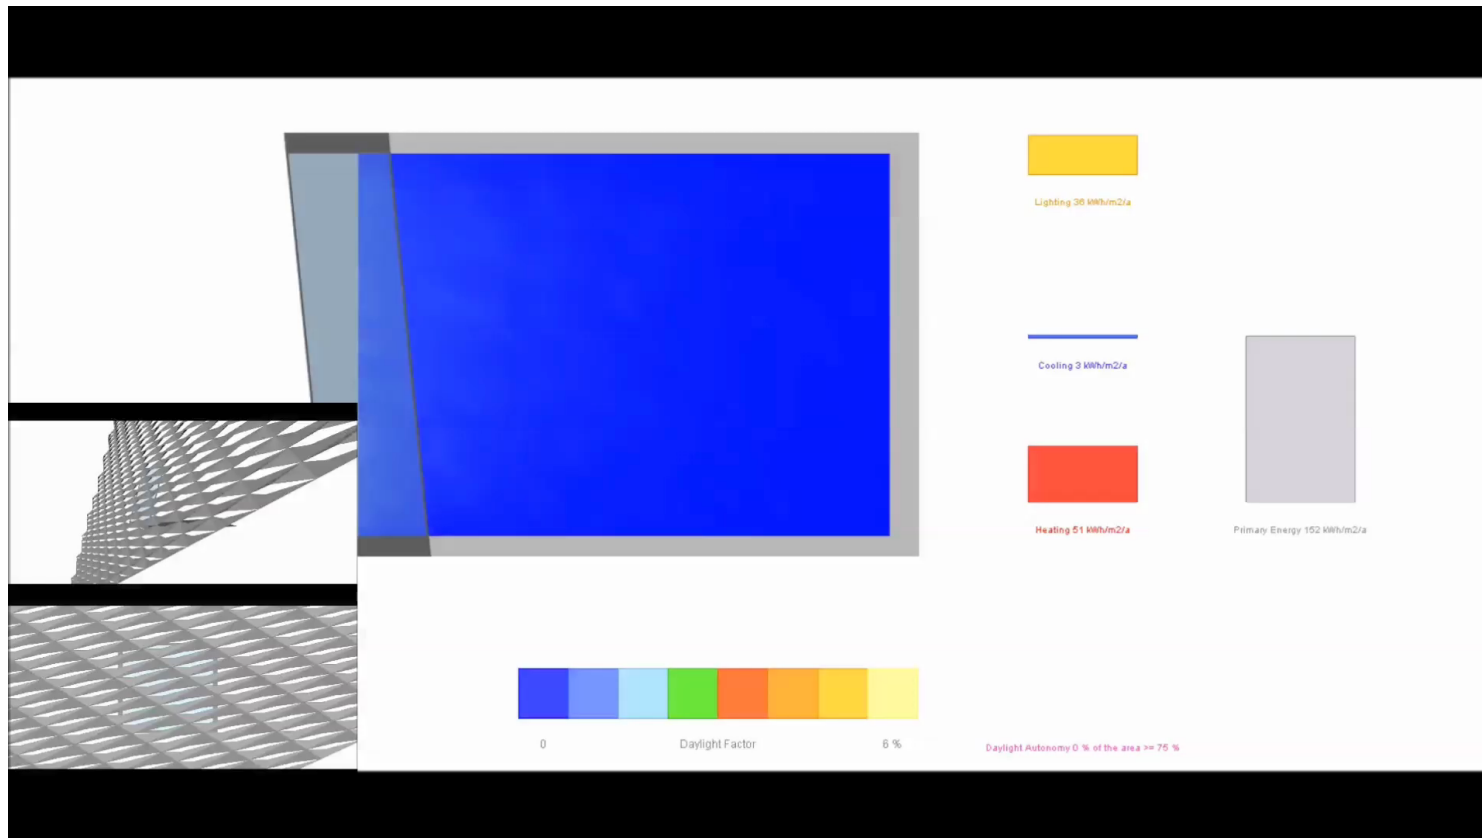 Lighting 36 kWh/m2/a
Cooling 3 kWh/m2/a
Heating 51 kWh/m2/a
Primary Energy 152 kWh/m2/a
0 Daylight Factor 6 %
Daylight Autonomy 0 % of the area >= 75 %